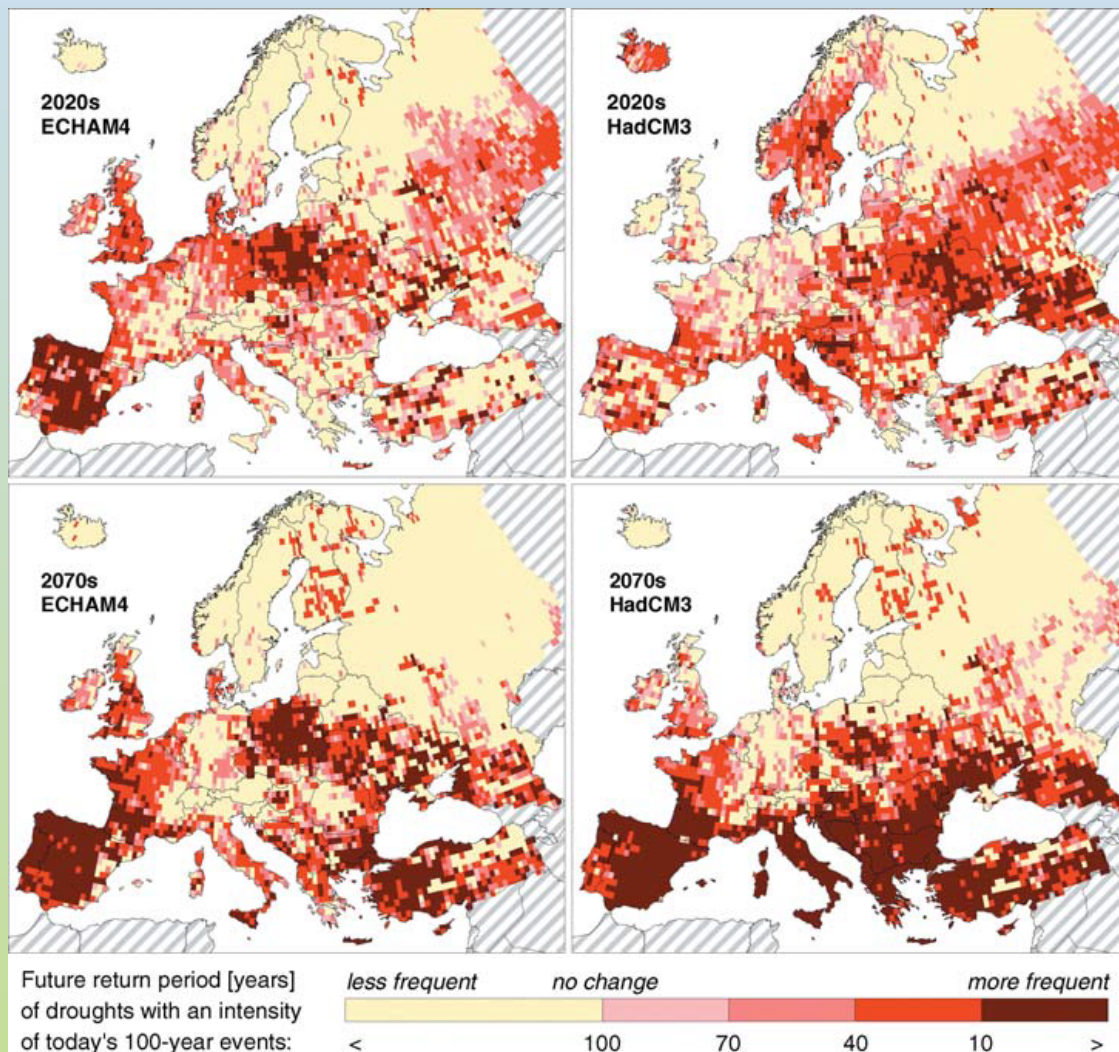 2020s
ECHAM4
2020s
HadCM3
2070s
ECHAM4
2070s
HadCM3
Future return period [years]
of droughts with an intensity
of today's 100-year events:
less frequent no change more frequent
< 100 70 40 10 >